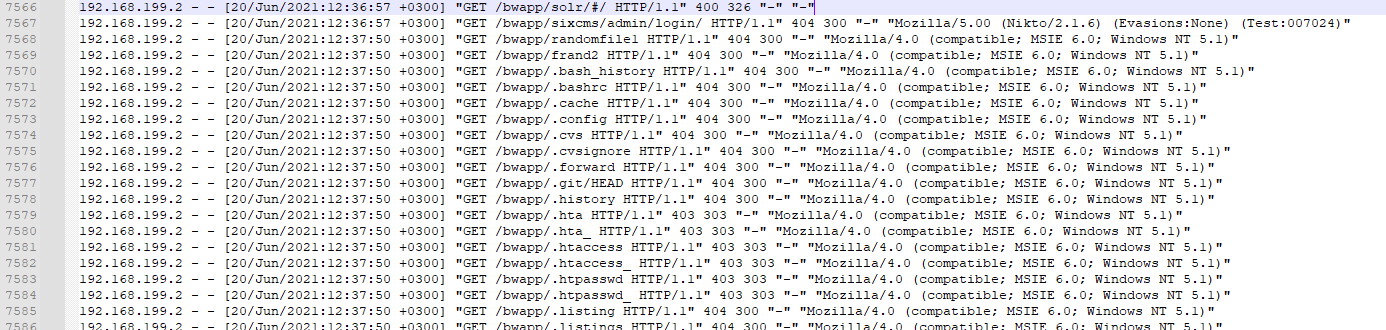 7566 192.168.199.2 - - [20/Jun/2021:12:36:57 +0300] "GET /bwapp/solr/#/ HTTP/1.1" 400 326 "-" "-"
7567 192.168.199.2 - - [20/Jun/2021:12:36:57 +0300] "GET /bwapp/sixcms/admin/login/ HTTP/1.1" 404 300 "-" "Mozilla/5.00 (Nikto/2.1.6) (Evasions:None) (Test:007024)"
7568 192.168.199.2 - - [20/Jun/2021:12:37:50 +0300] "GET /bwapp/randomfile1 HTTP/1.1" 404 300 "-" "Mozilla/4.0 (compatible; MSIE 6.0; Windows NT 5.1)"
7569 192.168.199.2 - - [20/Jun/2021:12:37:50 +0300] "GET /bwapp/frand2 HTTP/1.1" 404 300 "-" "Mozilla/4.0 (compatible; MSIE 6.0; Windows NT 5.1)"
7570 192.168.199.2 - - [20/Jun/2021:12:37:50 +0300] "GET /bwapp/.bash_history HTTP/1.1" 404 300 "-" "Mozilla/4.0 (compatible; MSIE 6.0; Windows NT 5.1)"
7571 192.168.199.2 - - [20/Jun/2021:12:37:50 +0300] "GET /bwapp/.bashrc HTTP/1.1" 404 300 "-" "Mozilla/4.0 (compatible; MSIE 6.0; Windows NT 5.1)"
7572 192.168.199.2 - - [20/Jun/2021:12:37:50 +0300] "GET /bwapp/.cache HTTP/1.1" 404 300 "-" "Mozilla/4.0 (compatible; MSIE 6.0; Windows NT 5.1)"
7573 192.168.199.2 - - [20/Jun/2021:12:37:50 +0300] "GET /bwapp/.config HTTP/1.1" 404 300 "-" "Mozilla/4.0 (compatible; MSIE 6.0; Windows NT 5.1)"
7574 192.168.199.2 - - [20/Jun/2021:12:37:50 +0300] "GET /bwapp/.cvs HTTP/1.1" 404 300 "-" "Mozilla/4.0 (compatible; MSIE 6.0; Windows NT 5.1)"
7575 192.168.199.2 - - [20/Jun/2021:12:37:50 +0300] "GET /bwapp/.cvsignore HTTP/1.1" 404 300 "-" "Mozilla/4.0 (compatible; MSIE 6.0; Windows NT 5.1)"
7576 192.168.199.2 - - [20/Jun/2021:12:37:50 +0300] "GET /bwapp/.forward HTTP/1.1" 404 300 "-" "Mozilla/4.0 (compatible; MSIE 6.0; Windows NT 5.1)"
7577 192.168.199.2 - - [20/Jun/2021:12:37:50 +0300] "GET /bwapp/.git/HEAD HTTP/1.1" 404 300 "-" "Mozilla/4.0 (compatible; MSIE 6.0; Windows NT 5.1)"
7578 192.168.199.2 - - [20/Jun/2021:12:37:50 +0300] "GET /bwapp/.history HTTP/1.1" 404 300 "-" "Mozilla/4.0 (compatible; MSIE 6.0; Windows NT 5.1)"
7579 192.168.199.2 - - [20/Jun/2021:12:37:50 +0300] "GET /bwapp/.hta HTTP/1.1" 403 303 "-" "Mozilla/4.0 (compatible; MSIE 6.0; Windows NT 5.1)"
7580 192.168.199.2 - - [20/Jun/2021:12:37:50 +0300] "GET /bwapp/.hta_ HTTP/1.1" 403 303 "-" "Mozilla/4.0 (compatible; MSIE 6.0; Windows NT 5.1)"
7581 192.168.199.2 - - [20/Jun/2021:12:37:50 +0300] "GET /bwapp/.htaccess HTTP/1.1" 403 303 "-" "Mozilla/4.0 (compatible; MSIE 6.0; Windows NT 5.1)"
7582 192.168.199.2 - - [20/Jun/2021:12:37:50 +0300] "GET /bwapp/.htaccess_ HTTP/1.1" 403 303 "-" "Mozilla/4.0 (compatible; MSIE 6.0; Windows NT 5.1)"
7583 192.168.199.2 - - [20/Jun/2021:12:37:50 +0300] "GET /bwapp/.htpasswd HTTP/1.1" 403 303 "-" "Mozilla/4.0 (compatible; MSIE 6.0; Windows NT 5.1)"
7584 192.168.199.2 - - [20/Jun/2021:12:37:50 +0300] "GET /bwapp/.htpasswd_ HTTP/1.1" 403 303 "-" "Mozilla/4.0 (compatible; MSIE 6.0; Windows NT 5.1)"
7585 192.168.199.2 - - [20/Jun/2021:12:37:50 +0300] "GET /bwapp/.listing HTTP/1.1" 404 300 "-" "Mozilla/4.0 (compatible; MSIE 6.0; Windows NT 5.1)"
7586 192.168.199.2 - - [20/Jun/2021:12:37:50 +0300] "GET /bwapp/.listings HTTP/1.1" 404 300 "-" "Mozilla/4.0 (compatible; MSIE 6.0; Windows NT 5.1)"